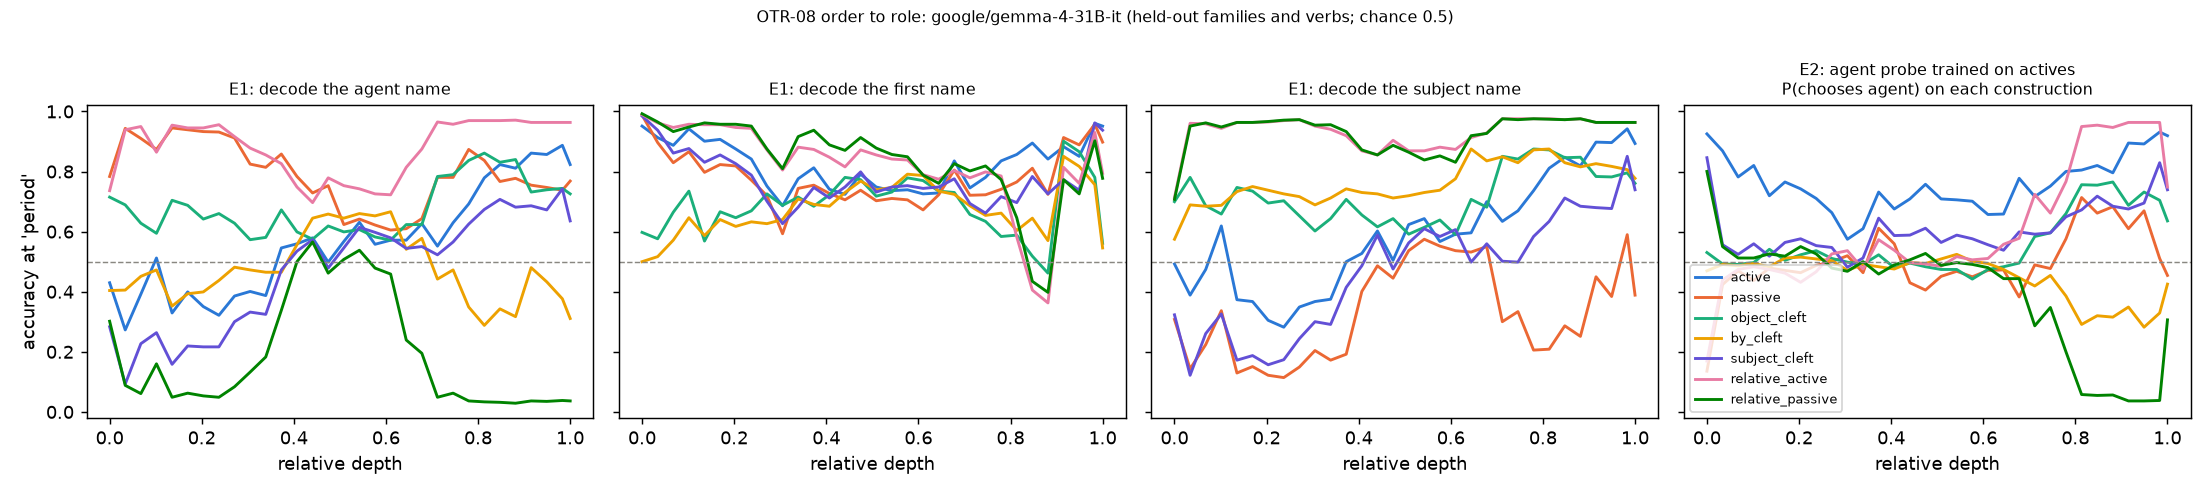 OTR-08 order to role: google/gemma-4-31B-it (held-out families and verbs; chance 0.5)
E1: decode the agent name
E1: decode the first name
E1: decode the subject name
E2: agent probe trained on actives
P(chooses agent) on each construction
accuracy at 'period'
1.0
0.8
0.6
0.4
0.2
0.0
active
passive
object_cleft
by_cleft
subject_cleft
relative_active
relative_passive
0.0 0.2 0.4 0.6 0.8 1.0
0.0 0.2 0.4 0.6 0.8 1.0
0.0 0.2 0.4 0.6 0.8 1.0
0.0 0.2 0.4 0.6 0.8 1.0
relative depth
relative depth
relative depth
relative depth